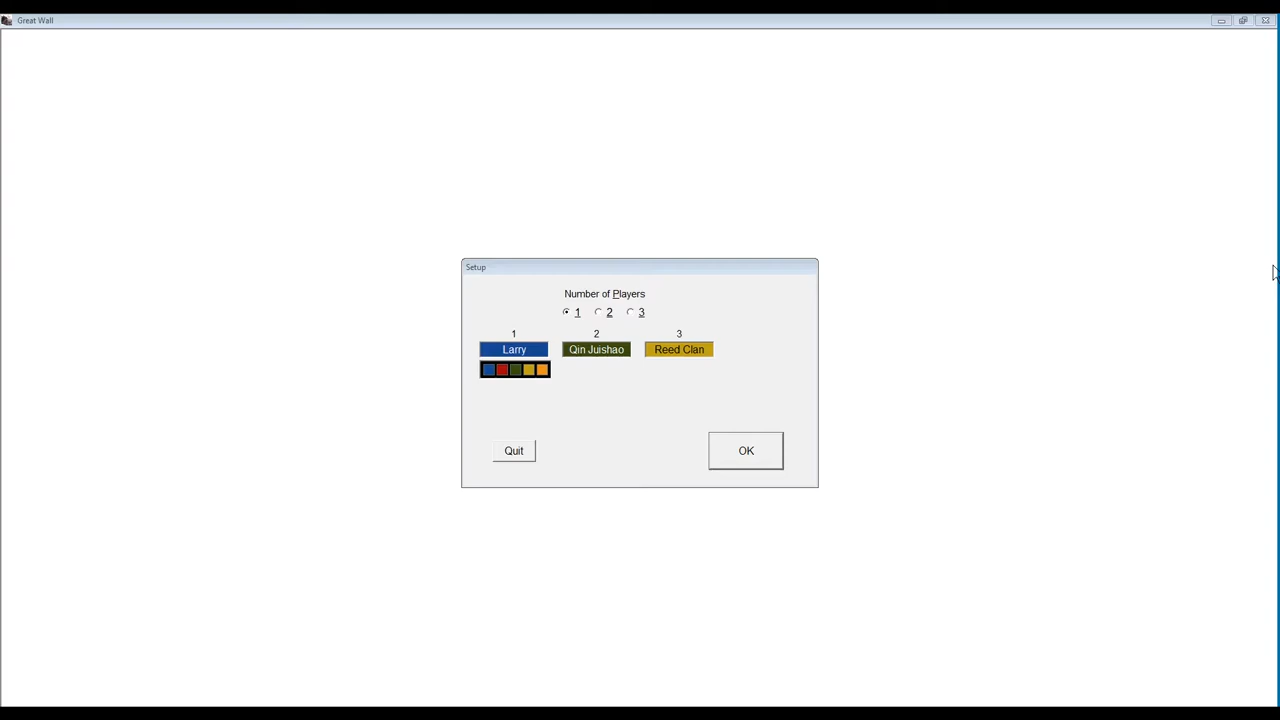 Great Wall
Setup
Number of Players
1 2 3
1 2 3
Larry Qin Juishao Reed Clan
Quit OK